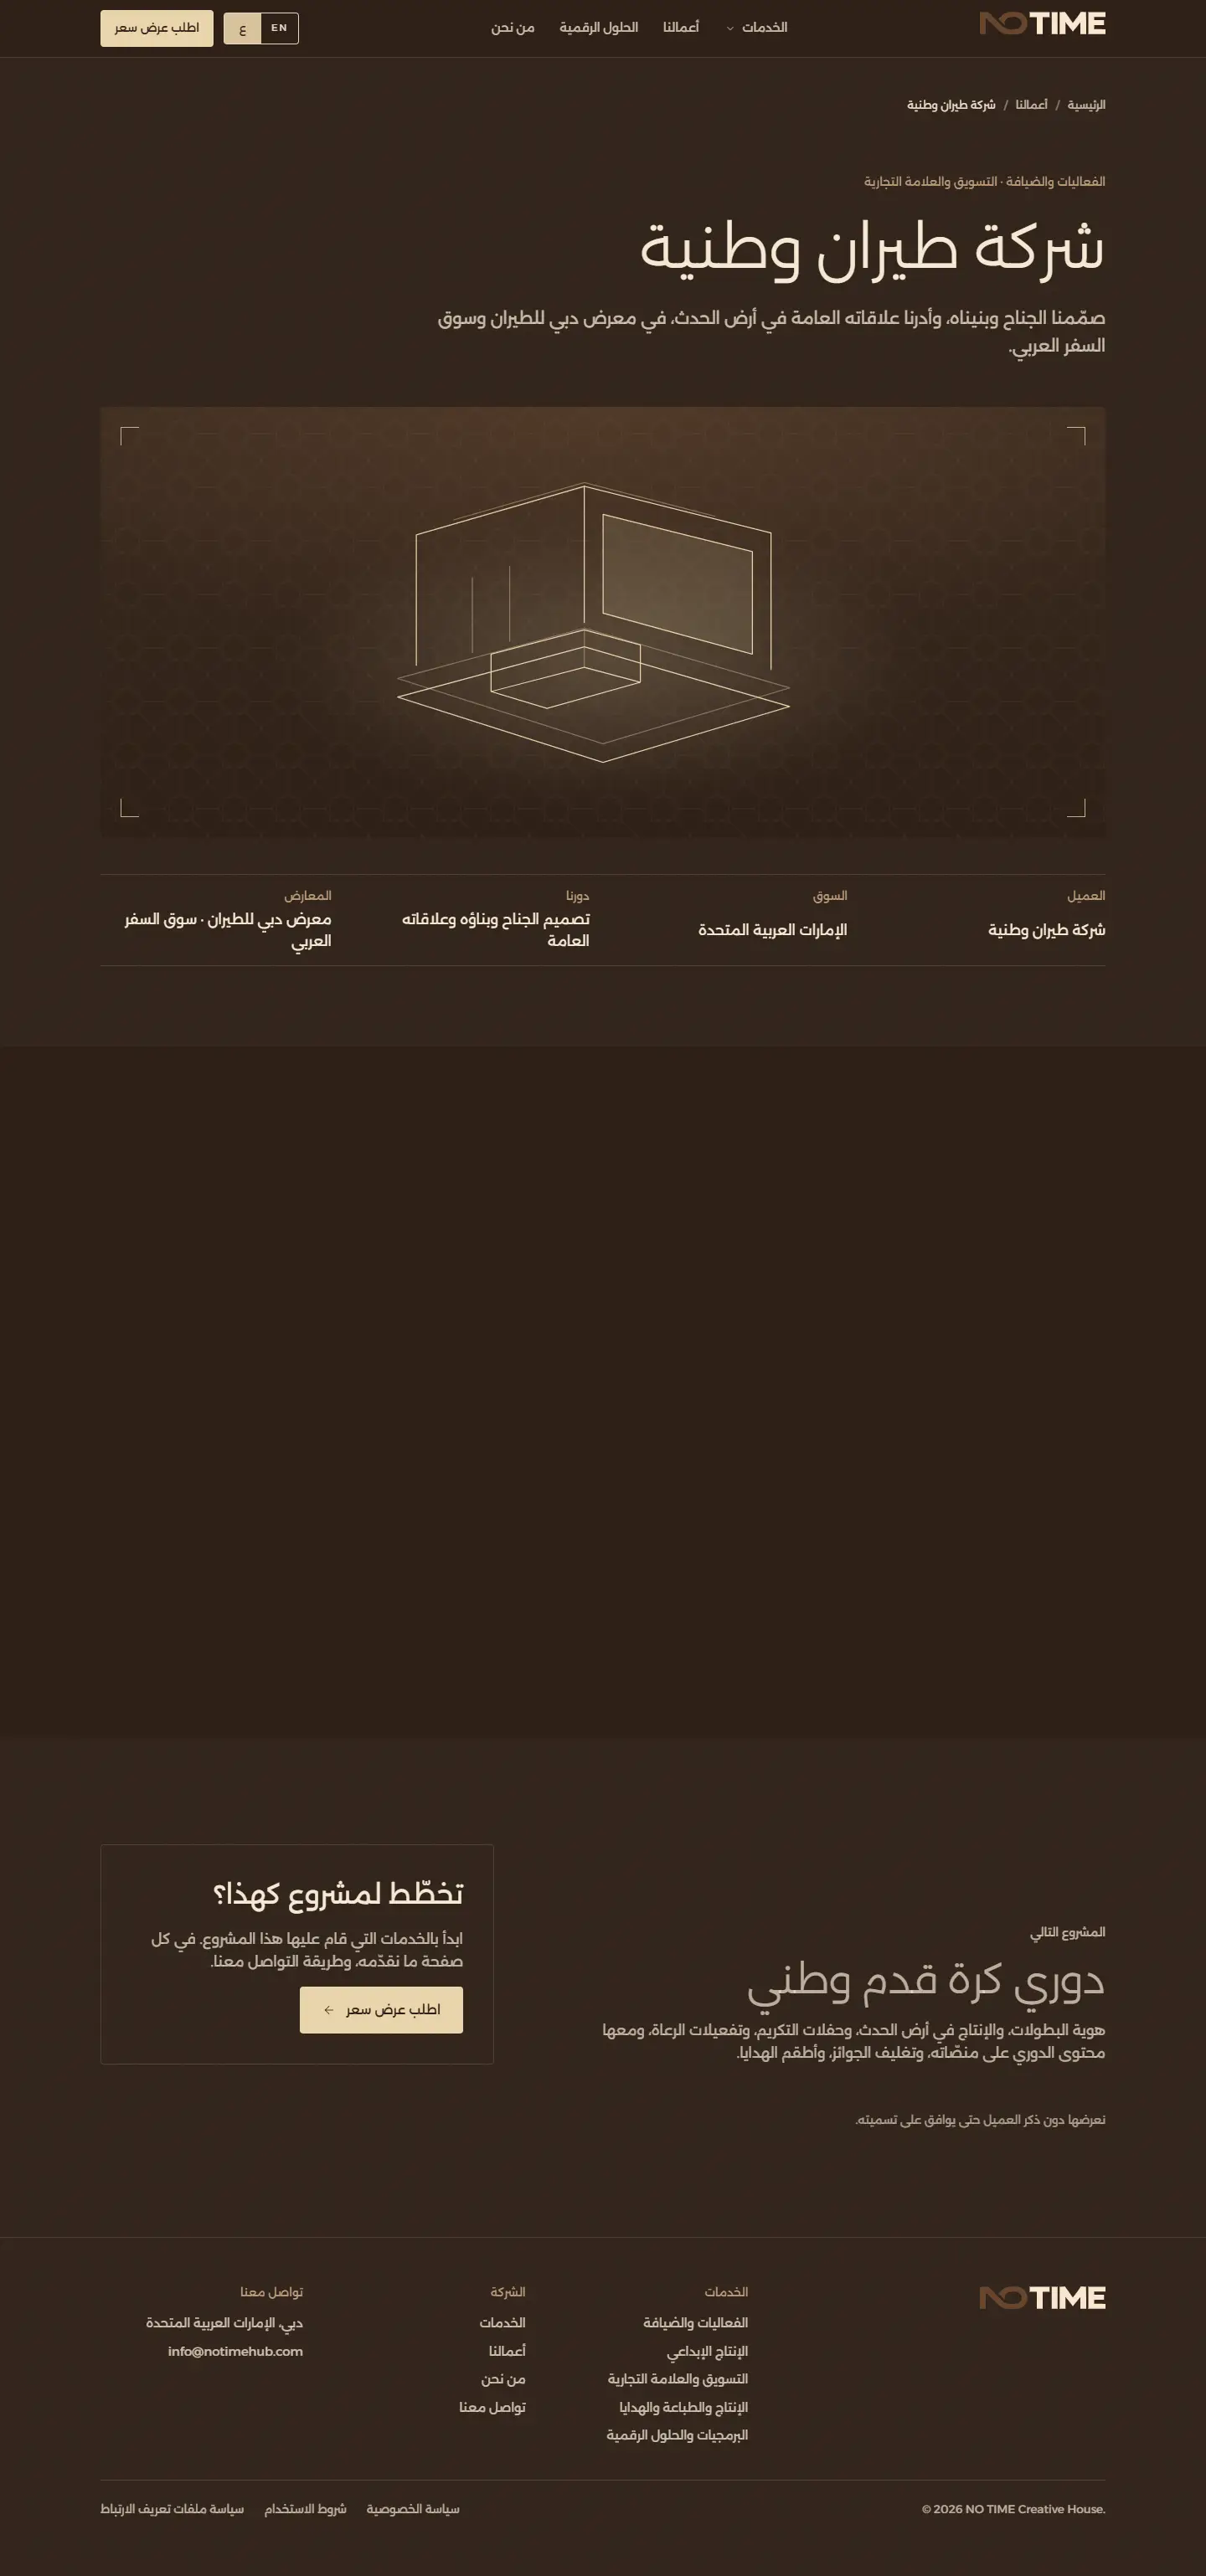 NO TIME
الخدمات
أعمالنا
الحلول الرقمية
من نحن
EN
ع
اطلب عرض سعر
الرئيسية / أعمالنا / شركة طيران وطنية
الفعاليات والضيافة · التسويق والعلامة التجارية
شركة طيران وطنية
صمّمنا الجناح وبنيناه، وأدرنا علاقاته العامة في أرض الحدث، في معرض دبي للطيران وسوق
السفر العربي.
العميل
شركة طيران وطنية
السوق
الإمارات العربية المتحدة
دورنا
تصميم الجناح وبناؤه وعلاقاته
العامة
المعارض
معرض دبي للطيران · سوق السفر
العربي
المشروع التالي
دوري كرة قدم وطني
هوية البطولات، والإنتاج في أرض الحدث، وحفلات التكريم، وتفعيلات الرعاة، ومعها
محتوى الدوري على منصّاته، وتغليف الجوائز، وأطقم الهدايا.
نعرضها دون ذكر العميل حتى يوافق على تسميته.
تخطّط لمشروع كهذا؟
ابدأ بالخدمات التي قام عليها هذا المشروع. في كل
صفحة ما نقدّمه، وطريقة التواصل معنا.
اطلب عرض سعر ←
NO TIME
الخدمات
الفعاليات والضيافة
الإنتاج الإبداعي
التسويق والعلامة التجارية
الإنتاج والطباعة والهدايا
البرمجيات والحلول الرقمية
الشركة
الخدمات
أعمالنا
من نحن
تواصل معنا
تواصل معنا
دبي، الإمارات العربية المتحدة
info@notimehub.com
© 2026 NO TIME Creative House.
سياسة الخصوصية
شروط الاستخدام
سياسة ملفات تعريف الارتباط